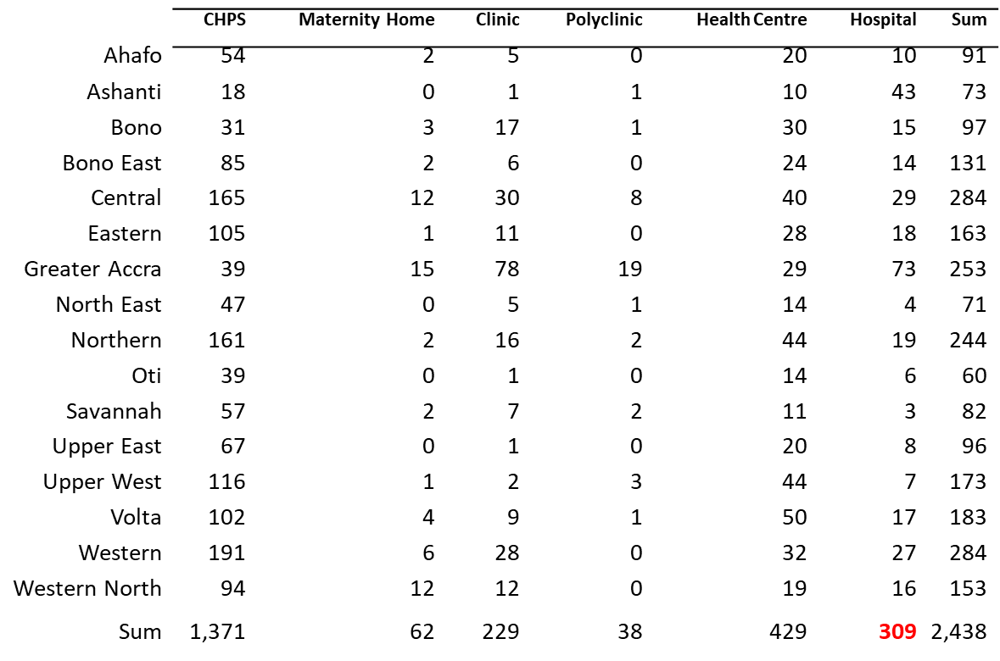 CHPS Maternity Home Clinic Polyclinic Health Centre Hospital Sum
Ahafo 54 2 5 0 20 10 91
Ashanti 18 0 1 1 10 43 73
Bono 31 3 17 1 30 15 97
Bono East 85 2 6 0 24 14 131
Central 165 12 30 8 40 29 284
Eastern 105 1 11 0 28 18 163
Greater Accra 39 15 78 19 29 73 253
North East 47 0 5 1 14 4 71
Northern 161 2 16 2 44 19 244
Oti 39 0 1 0 14 6 60
Savannah 57 2 7 2 11 3 82
Upper East 67 0 1 0 20 8 96
Upper West 116 1 2 3 44 7 173
Volta 102 4 9 1 50 17 183
Western 191 6 28 0 32 27 284
Western North 94 12 12 0 19 16 153
Sum 1,371 62 229 38 429 309 2,438